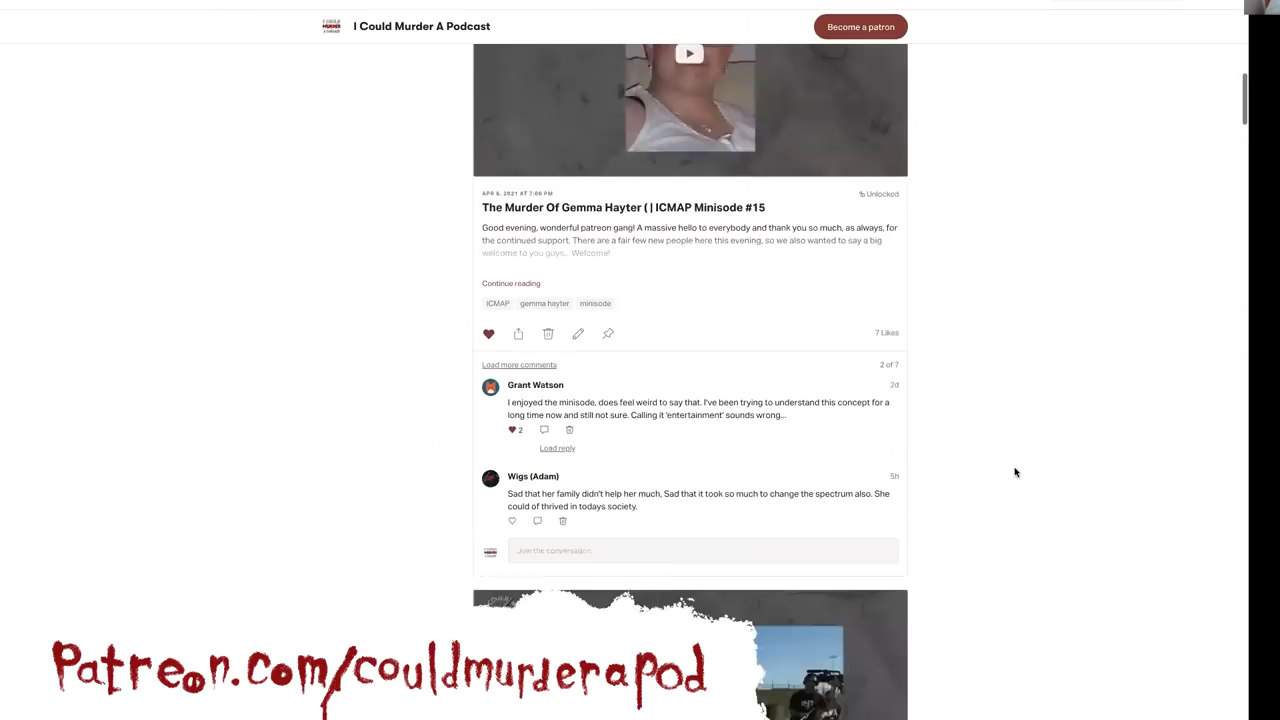 I Could Murder A Podcast
Become a patron
APR 6, 2021 AT 7:00 PM
Unlocked
The Murder Of Gemma Hayter ( | ICMAP Minisode #15
Good evening, wonderful patreon gang! A massive hello to everybody and thank you so much, as always, for
the continued support. There are a fair few new people here this evening, so we also wanted to say a big
welcome to you guys... Welcome!
Continue reading
ICMAP gemma hayter minisode
7 Likes
Load more comments
2 of 7
Grant Watson
2d
I enjoyed the minisode, does feel weird to say that. I've been trying to understand this concept for a
long time now and still not sure. Calling it 'entertainment' sounds wrong...
2
Load reply
Wigs (Adam)
5h
Sad that her family didn't help her much, Sad that it took so much to change the spectrum also. She
could of thrived in todays society.
Join the conversation.
Patreon.com/couldmurderapod